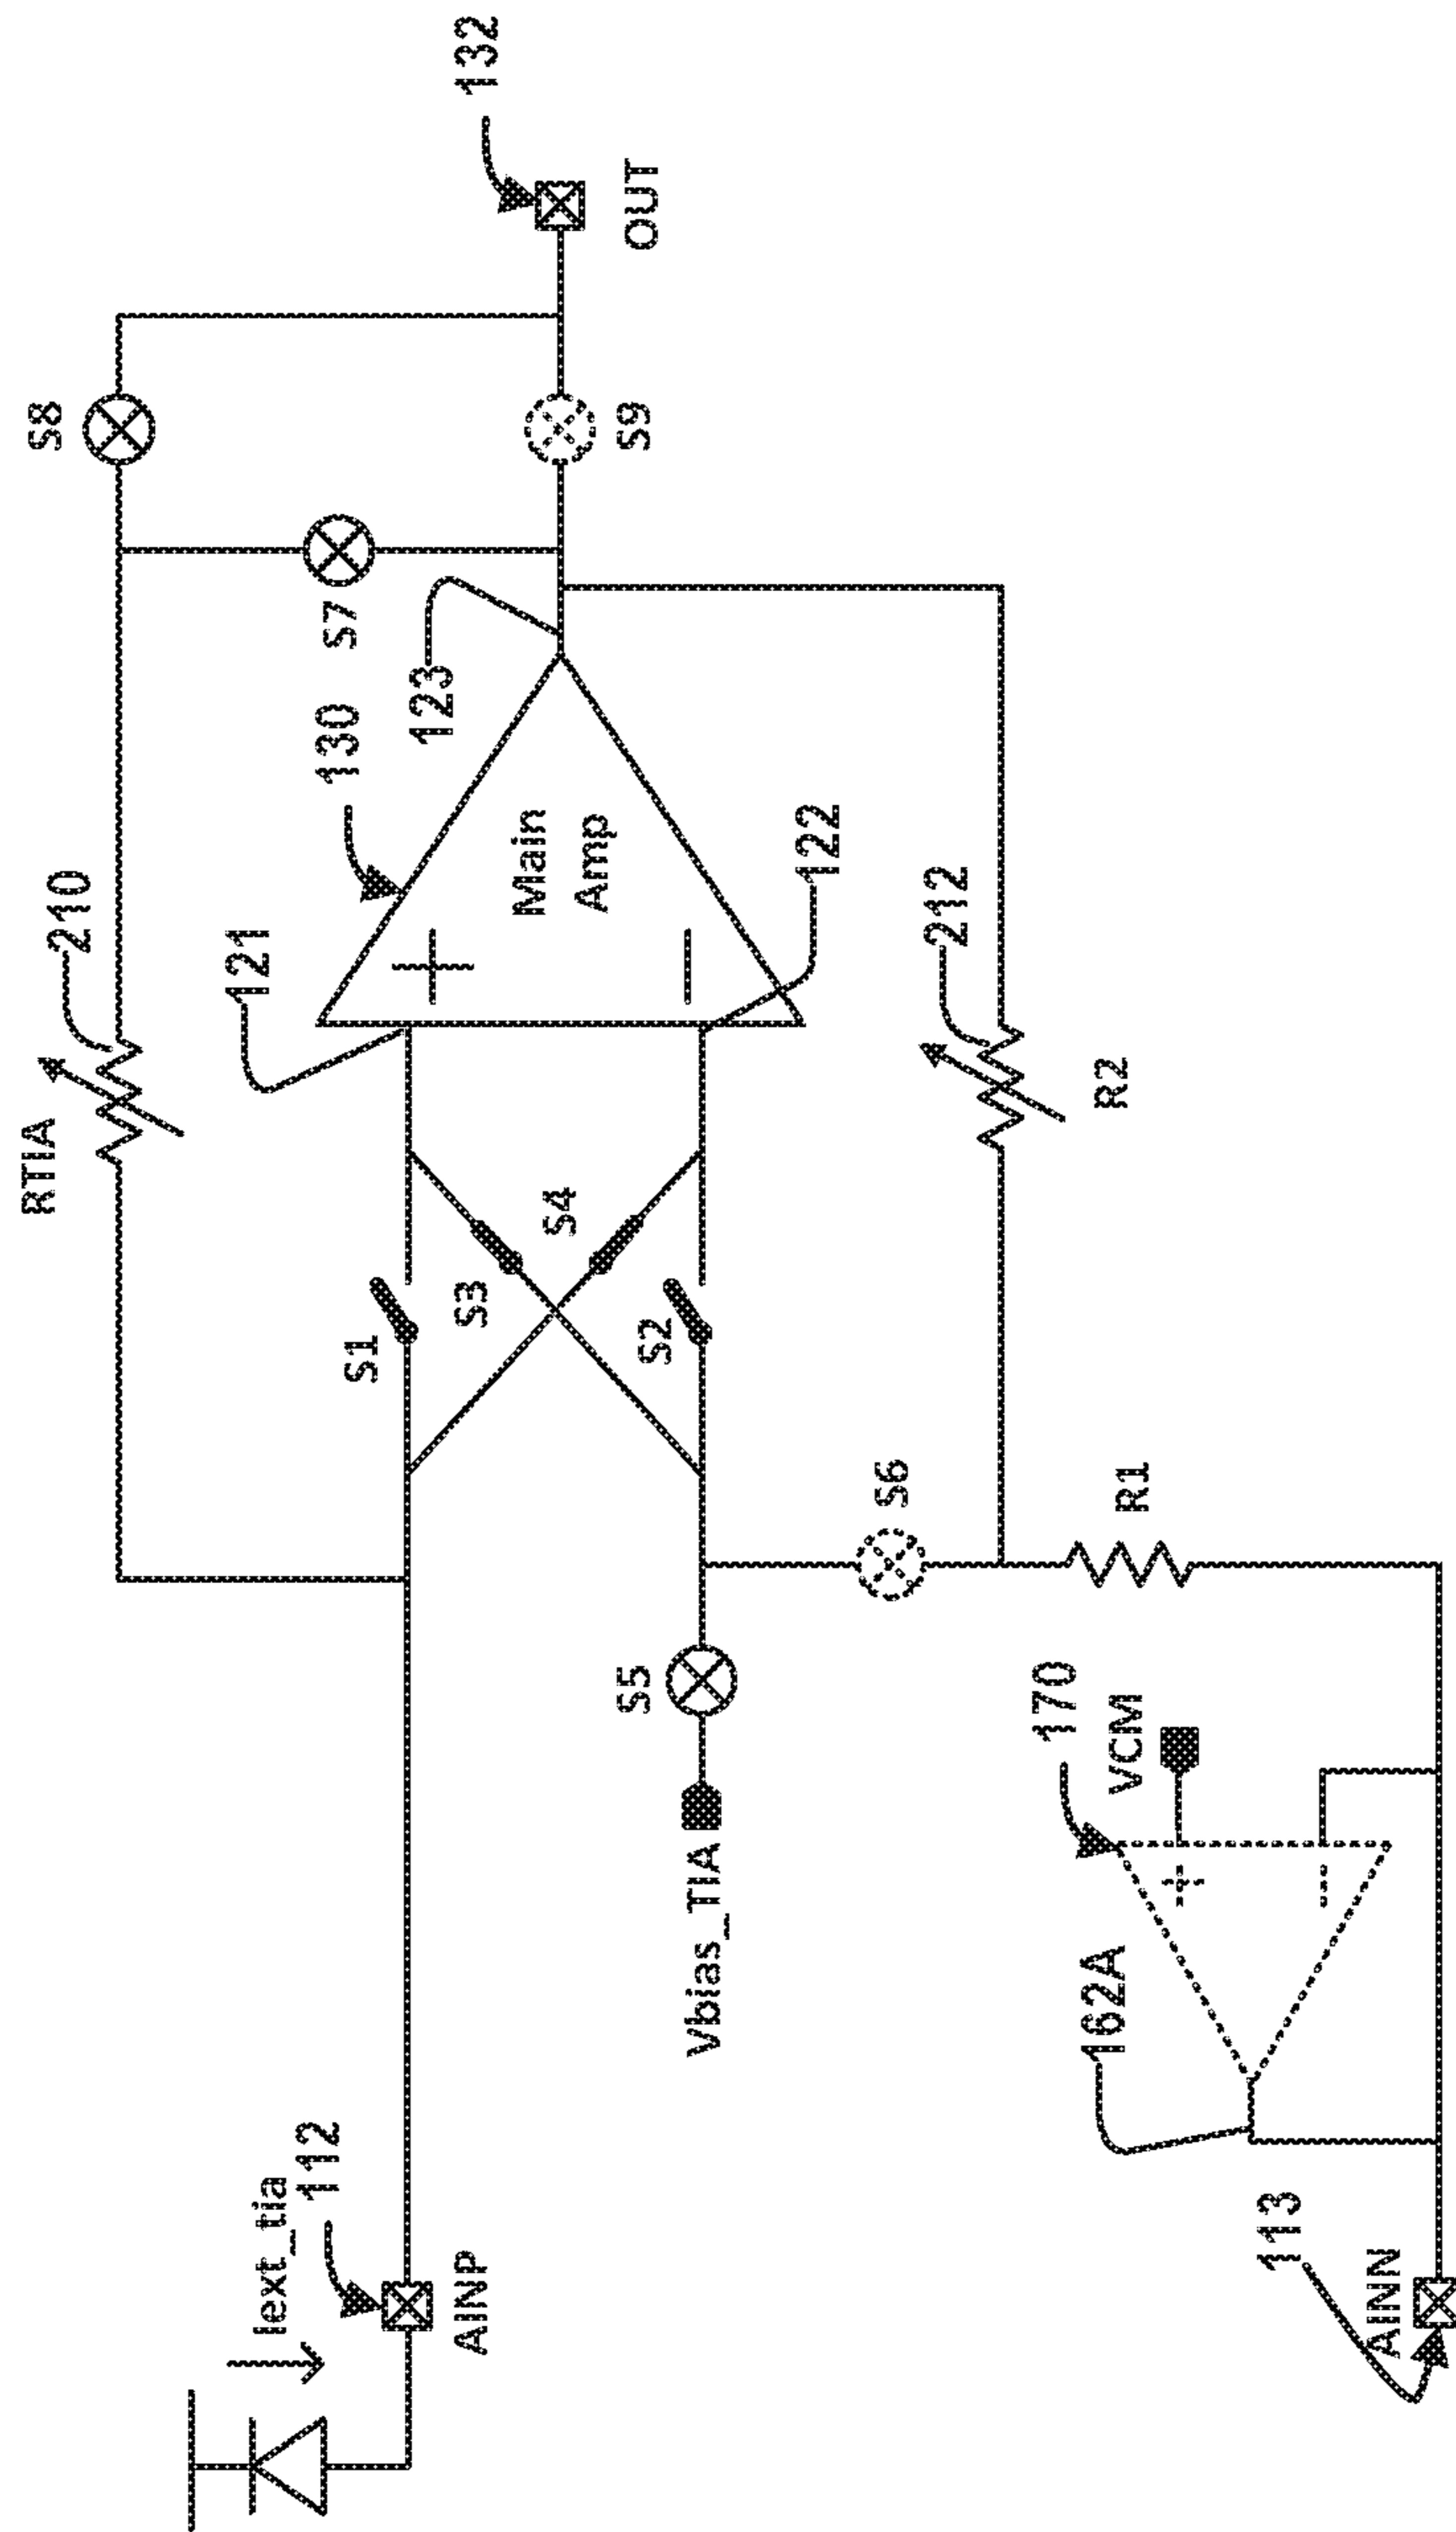 RTIA
210
S8
132
OUT
S7
S9
123
130
Main
Amp
+
−
121
122
S1
S3
S4
S2
212
R2
S6
R1
S5
Vbias_TIA
Iext_tia
112
AINP
170
VCM
162A
+
−
113
AINN